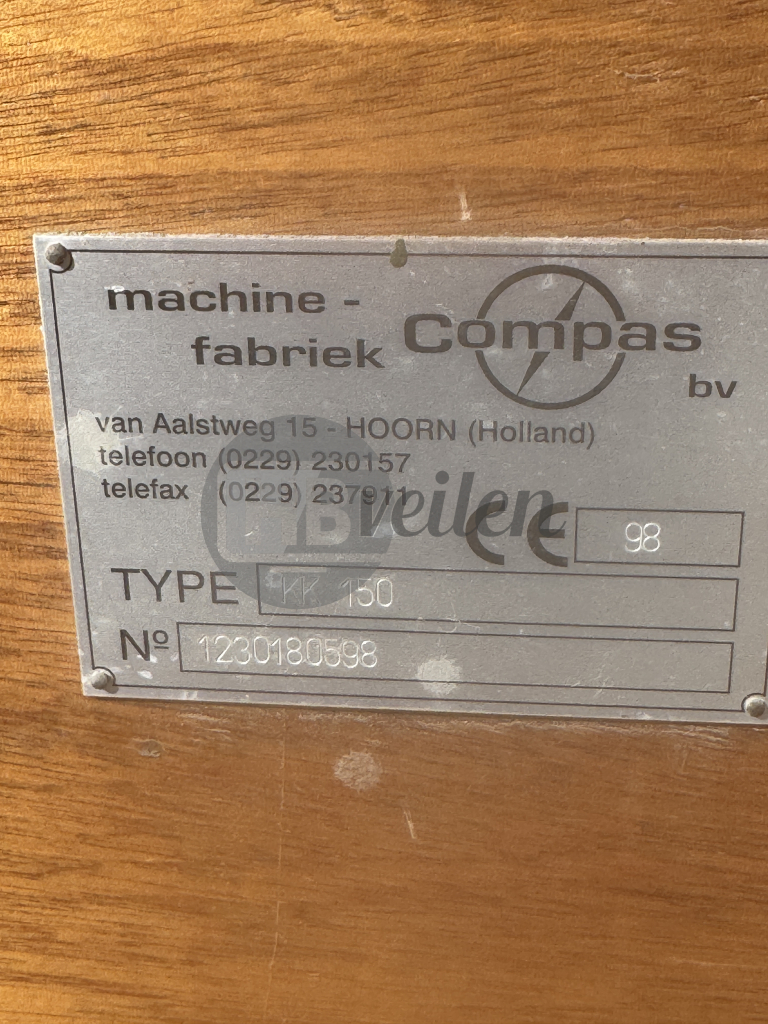 machine -
fabriek Compas
bv
van Aalstweg 15 - HOORN (Holland)
telefoon (0229) 230157
telefax (0229) 237911
veilen
CE 98
TYPE KK 150
Nº 1230180598